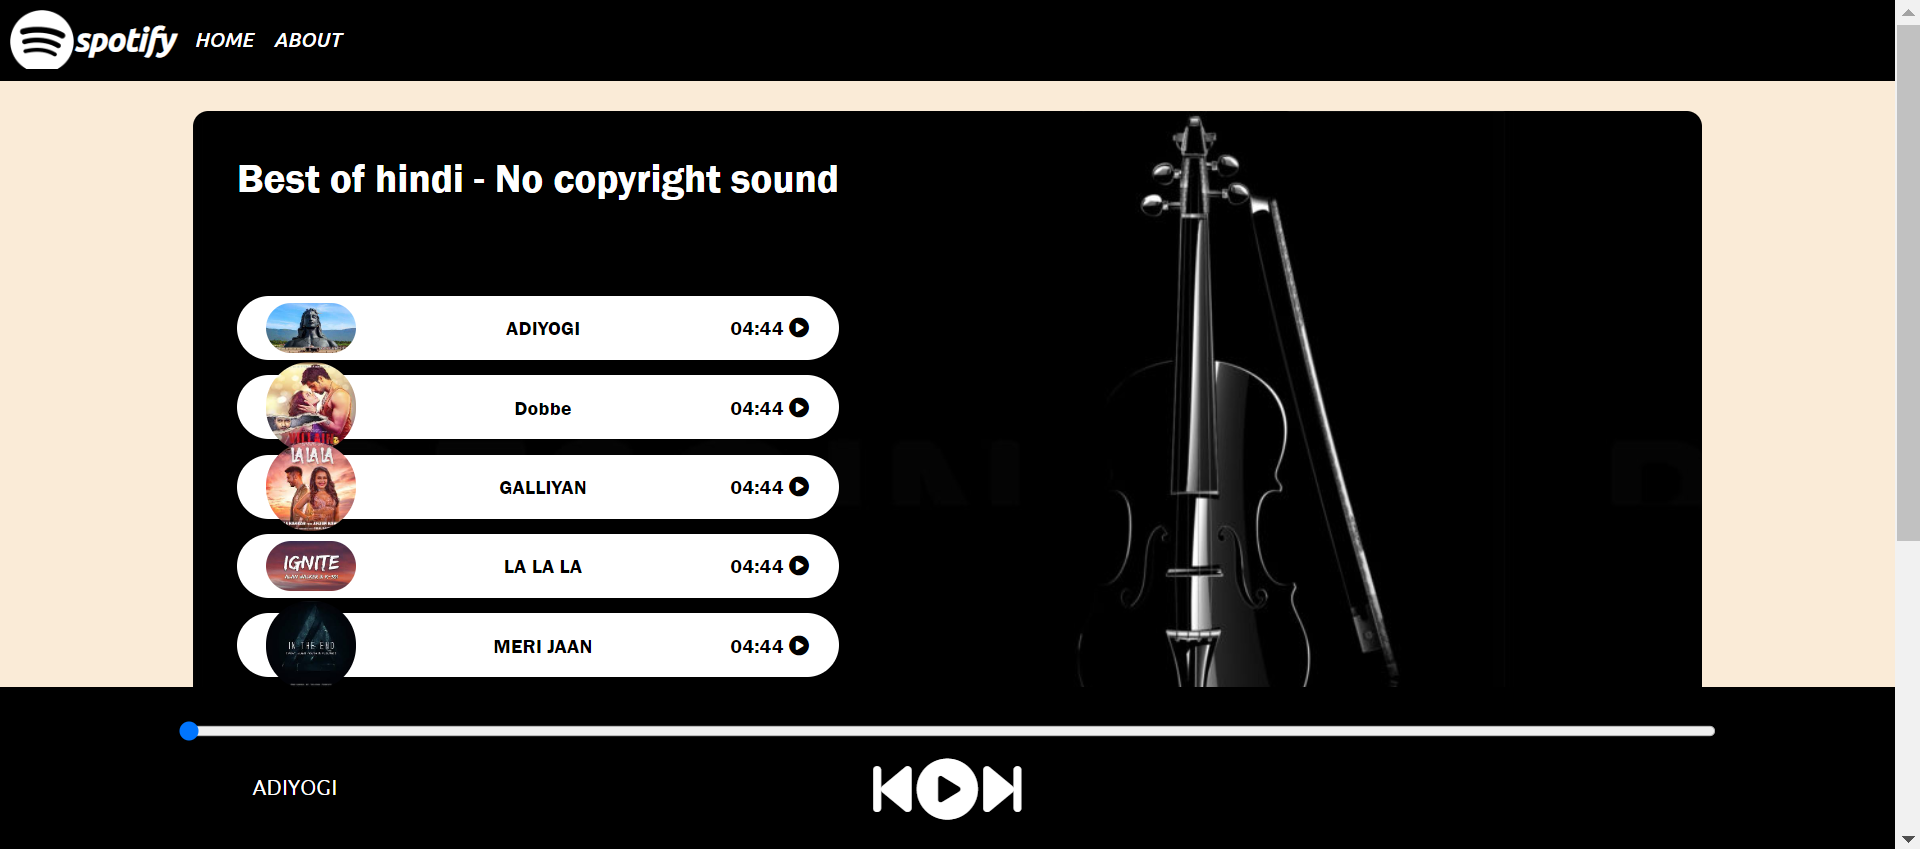 spotify HOME ABOUT
Best of hindi - No copyright sound
ADIYOGI 04:44
Dobbe 04:44
LA LA LA
GALLIYAN 04:44
IGNITE
LA LA LA 04:44
IN THE END
MERI JAAN 04:44
ADIYOGI